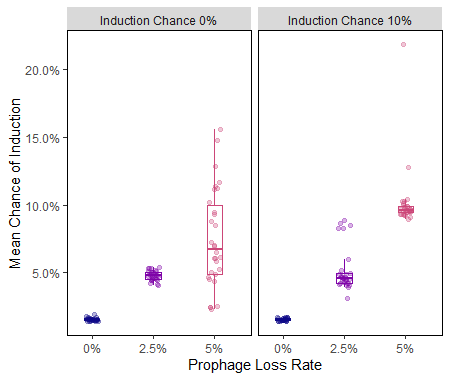 Induction Chance 0%
Induction Chance 10%
Mean Chance of Induction
20.0%
15.0%
10.0%
5.0%
0%
2.5%
5%
0%
2.5%
5%
Prophage Loss Rate